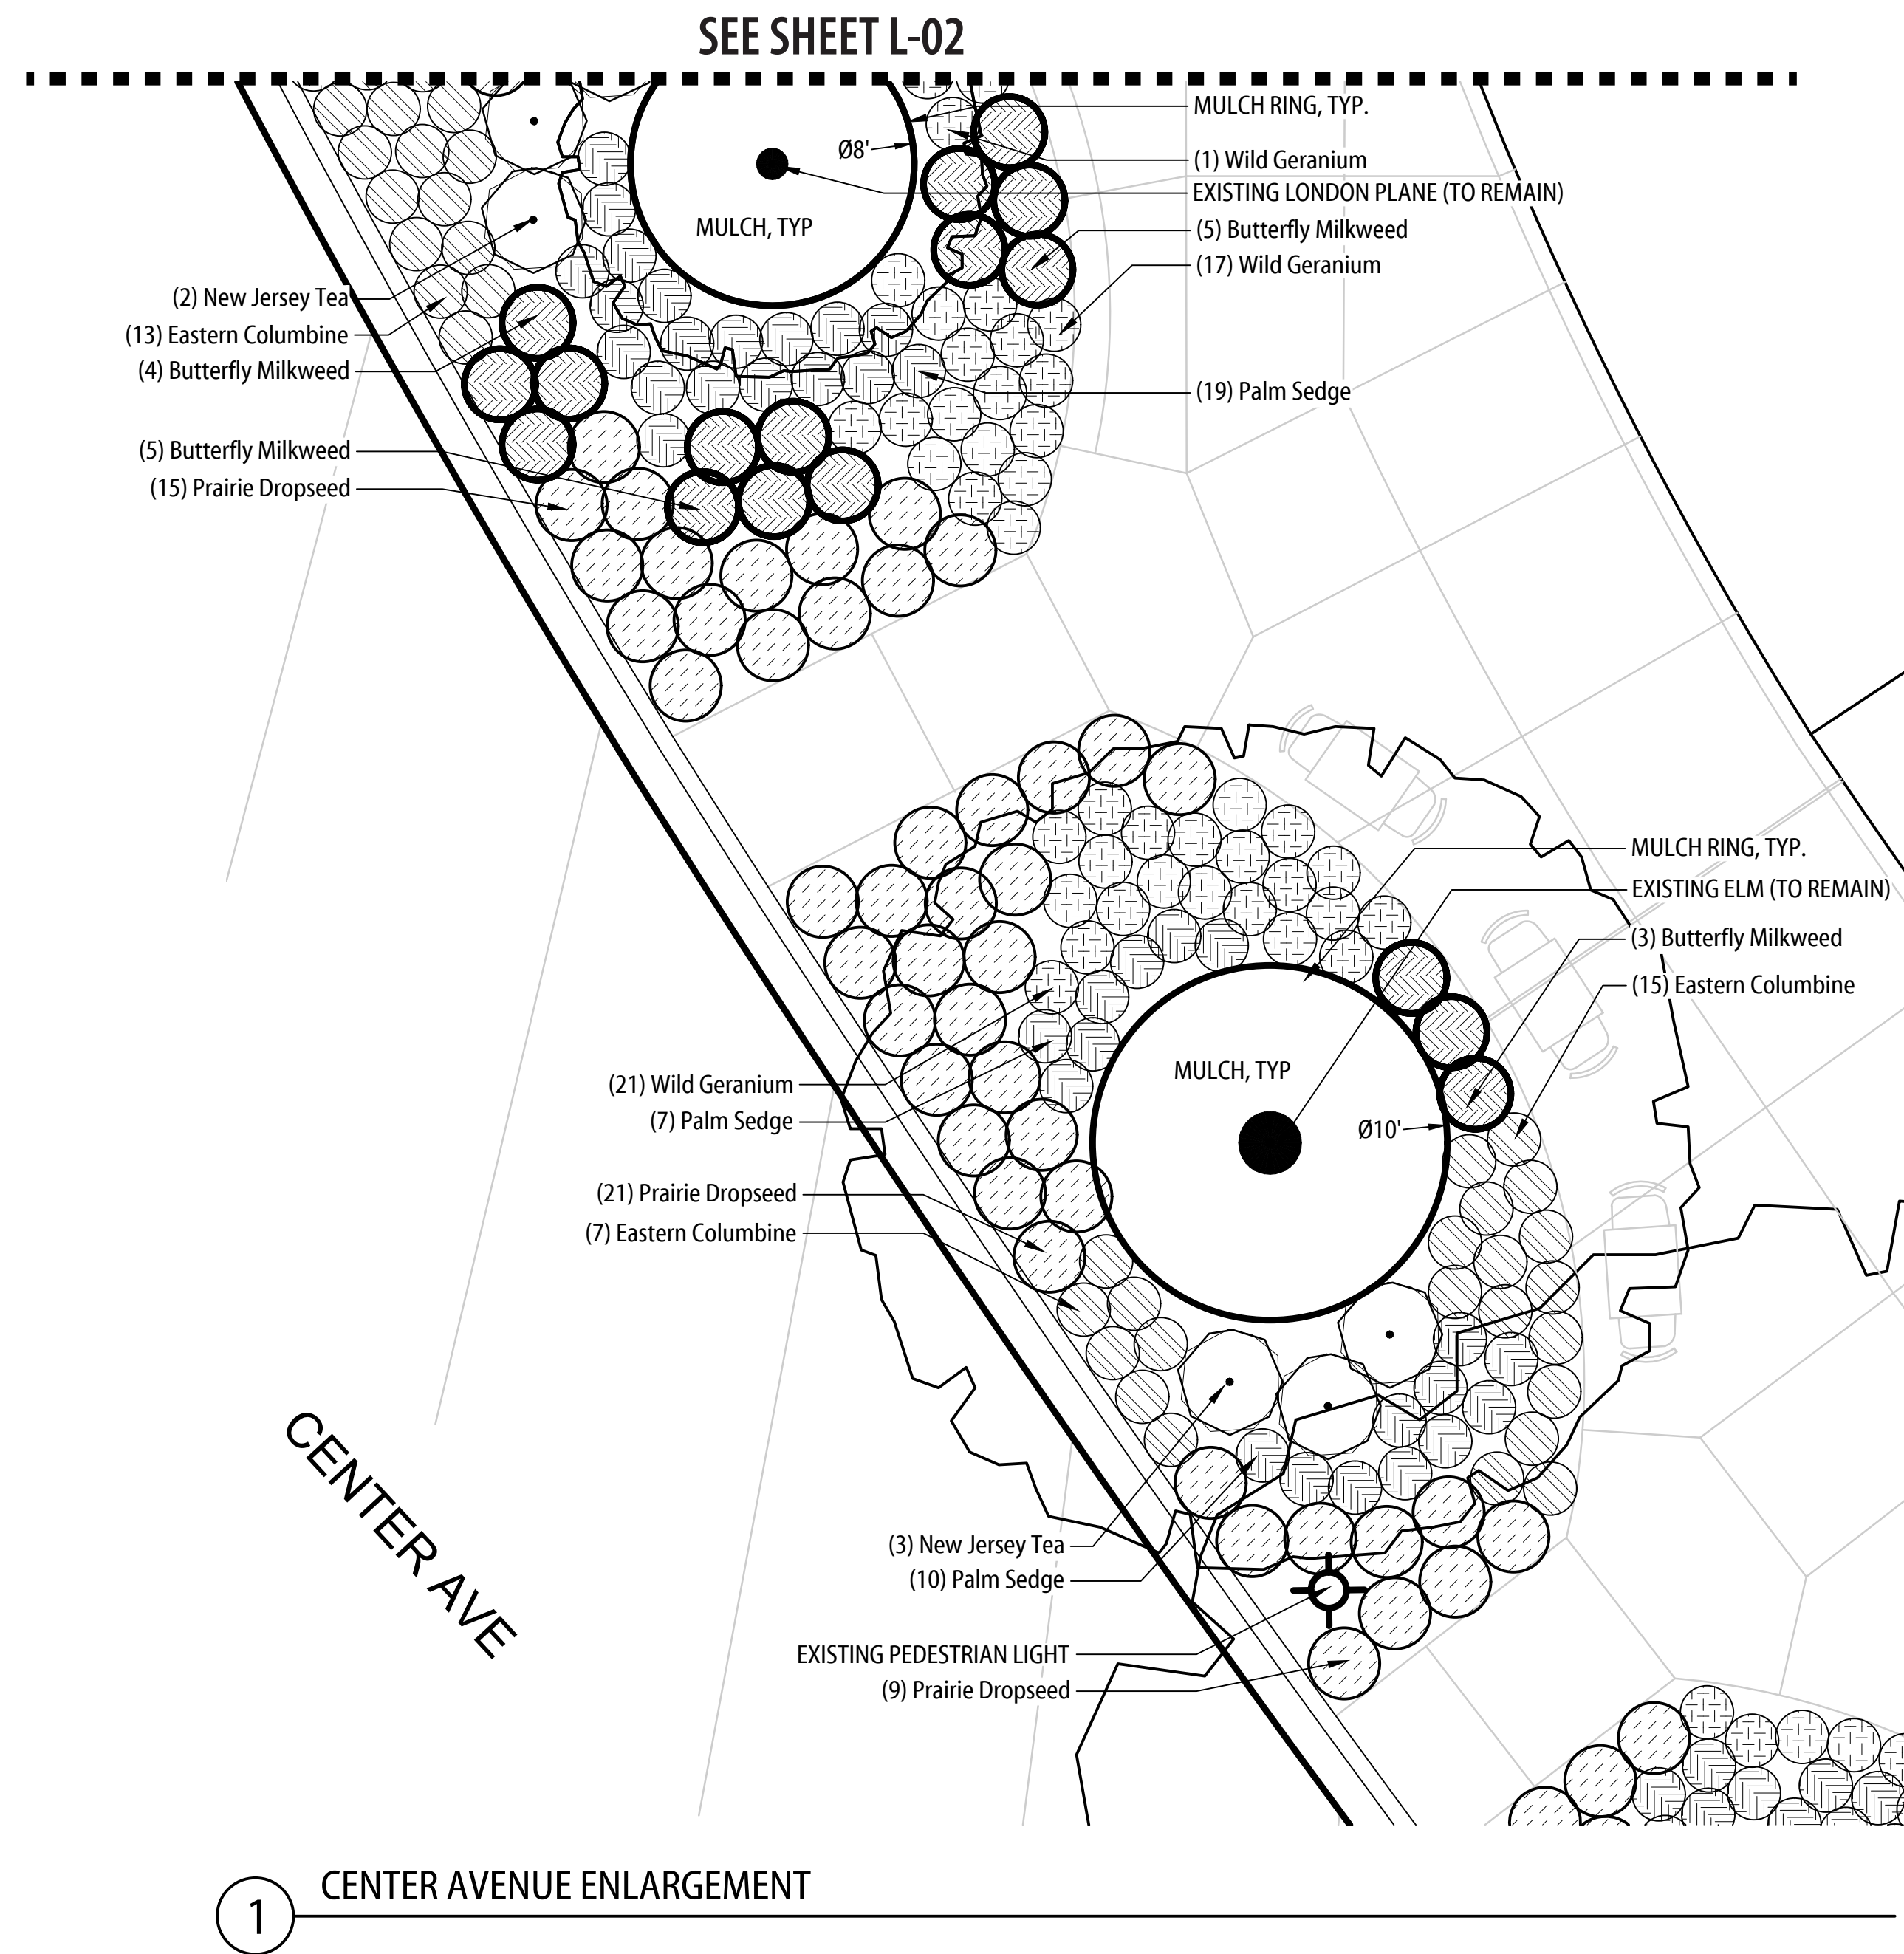 SEE SHEET L-02
MULCH RING, TYP.
Ø8'
(1) Wild Geranium
EXISTING LONDON PLANE (TO REMAIN)
MULCH, TYP
(5) Butterfly Milkweed
(17) Wild Geranium
(2) New Jersey Tea
(13) Eastern Columbine
(4) Butterfly Milkweed
(19) Palm Sedge
(5) Butterfly Milkweed
(15) Prairie Dropseed
MULCH RING, TYP.
EXISTING ELM (TO REMAIN)
(3) Butterfly Milkweed
(15) Eastern Columbine
MULCH, TYP
(21) Wild Geranium
(7) Palm Sedge
Ø10'
(21) Prairie Dropseed
(7) Eastern Columbine
CENTER AVE
(3) New Jersey Tea
(10) Palm Sedge
EXISTING PEDESTRIAN LIGHT
(9) Prairie Dropseed
CENTER AVENUE ENLARGEMENT
1